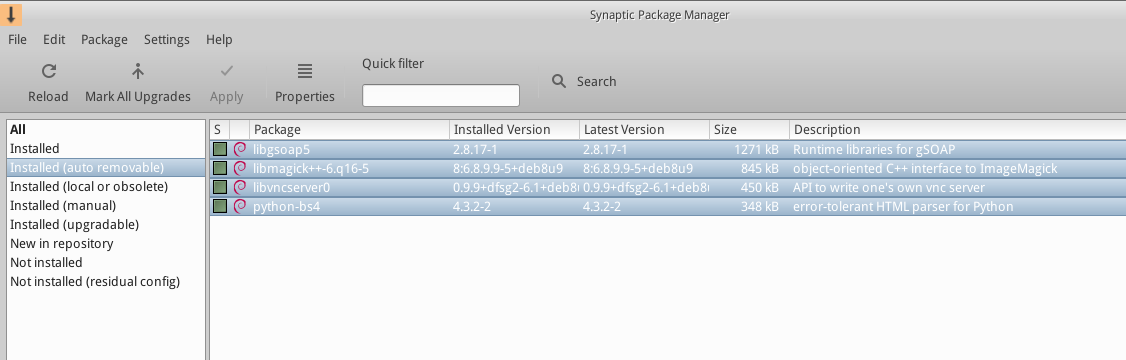 Synaptic Package Manager
File Edit Package Settings Help
Reload Mark All Upgrades Apply Properties Quick filter Search
All
Installed
Installed (auto removable)
Installed (local or obsolete)
Installed (manual)
Installed (upgradable)
New in repository
Not installed
Not installed (residual config)
S Package Installed Version Latest Version Size Description
libgsoap5 2.8.17-1 2.8.17-1 1271 kB Runtime libraries for gSOAP
libmagick++-6.q16-5 8:6.8.9.9-5+deb8u9 8:6.8.9.9-5+deb8u9 845 kB object-oriented C++ interface to ImageMagick
libvncserver0 0.9.9+dfsg2-6.1+deb8 0.9.9+dfsg2-6.1+deb8 450 kB API to write one's own vnc server
python-bs4 4.3.2-2 4.3.2-2 348 kB error-tolerant HTML parser for Python